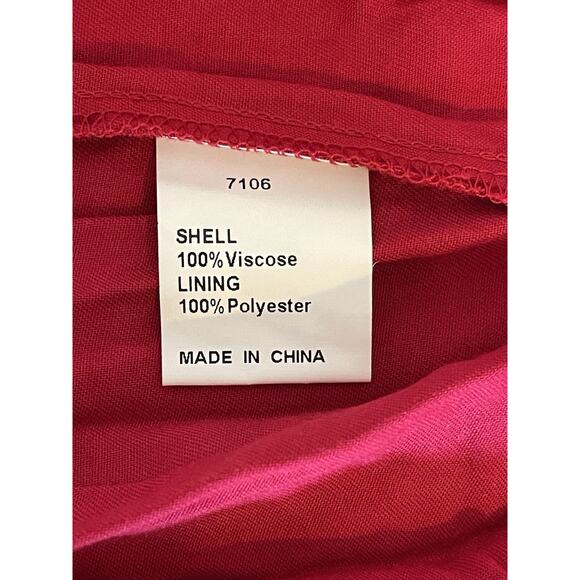 7106
SHELL
100%Viscose
LINING
100%Polyester
MADE IN CHINA